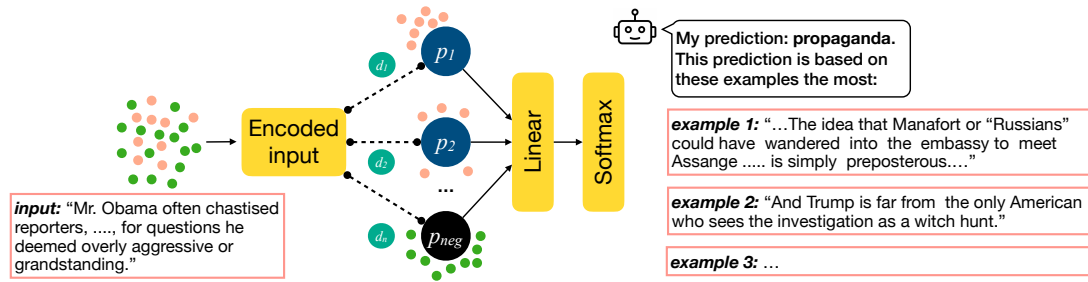 input: “Mr. Obama often chastised
reporters, ...., for questions he
deemed overly aggressive or
grandstanding.”
Encoded
input
d1
d2
dn
p1
p2
...
pneg
Linear
Softmax
My prediction: propaganda.
This prediction is based on
these examples the most:
example 1: “...The idea that Manafort or “Russians”
could have wandered into the embassy to meet
Assange ..... is simply preposterous....”
example 2: “And Trump is far from the only American
who sees the investigation as a witch hunt.”
example 3: ...